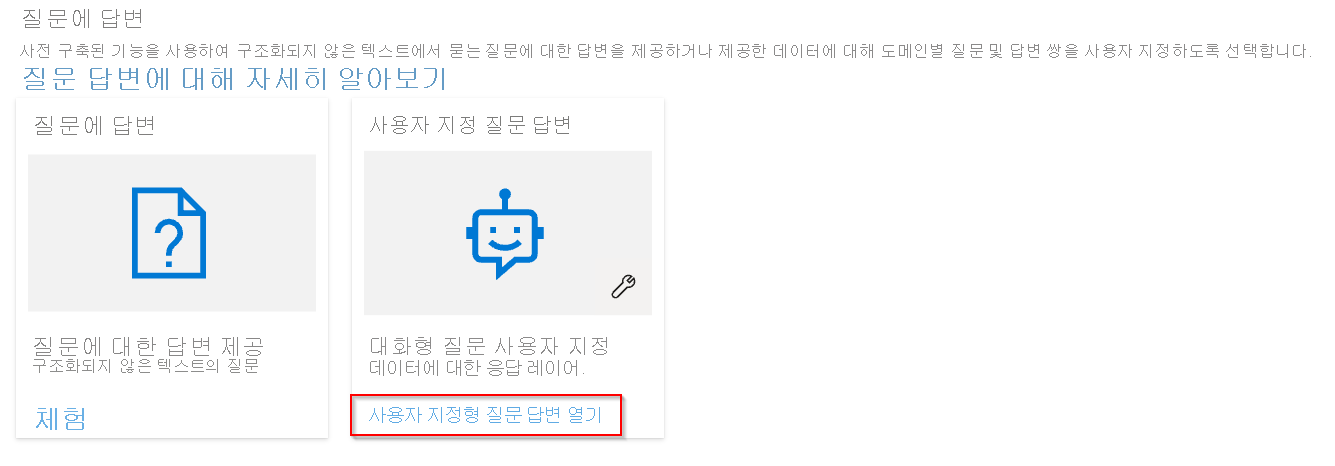 질문에 답변
사전 구축된 기능을 사용하여 구조화되지 않은 텍스트에서 묻는 질문에 대한 답변을 제공하거나 제공한 데이터에 대해 도메인별 질문 및 답변 쌍을 사용자 지정하도록 선택합니다.
질문 답변에 대해 자세히 알아보기
질문에 답변
?
질문에 대한 답변 제공
구조화되지 않은 텍스트의 질문
체험
사용자 지정 질문 답변
대화형 질문 사용자 지정
데이터에 대한 응답 레이어.
사용자 지정형 질문 답변 열기